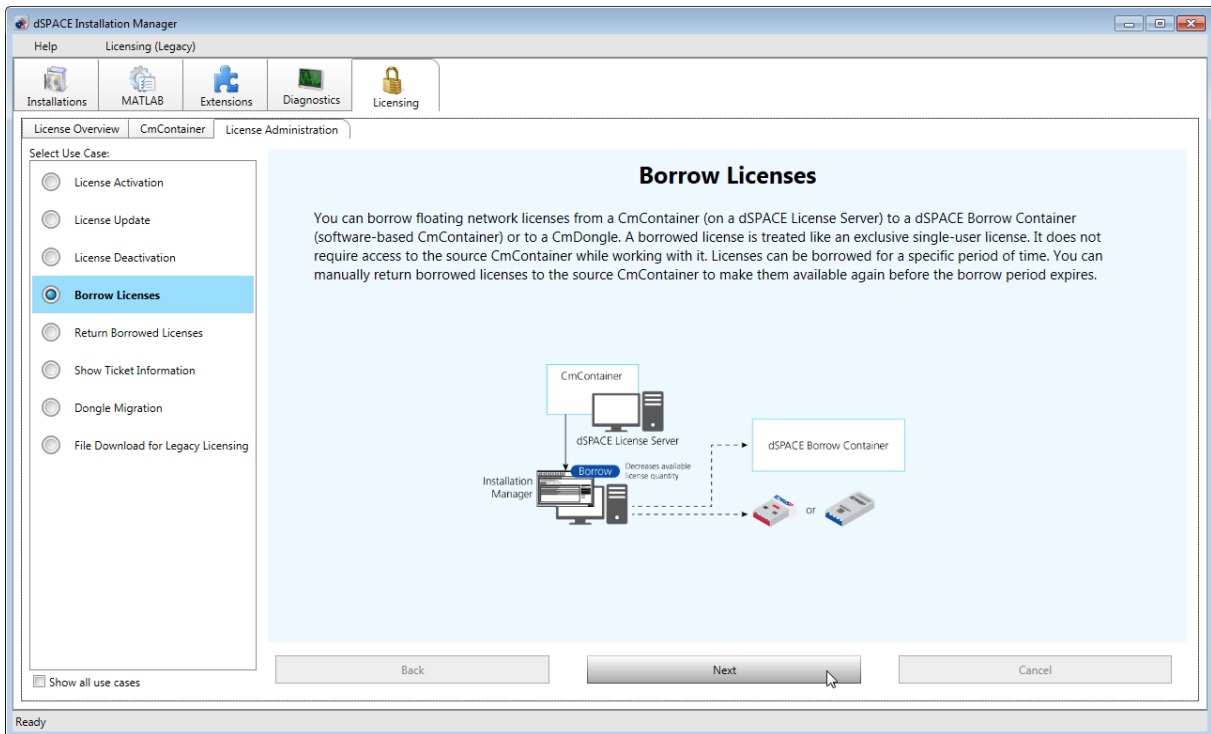 dSPACE Installation Manager
Help Licensing (Legacy)
Installations MATLAB Extensions Diagnostics Licensing
License Overview CmContainer License Administration
Select Use Case:
License Activation
License Update
License Deactivation
Borrow Licenses
Return Borrowed Licenses
Show Ticket Information
Dongle Migration
File Download for Legacy Licensing
Show all use cases
Borrow Licenses
You can borrow floating network licenses from a CmContainer (on a dSPACE License Server) to a dSPACE Borrow Container
(software-based CmContainer) or to a CmDongle. A borrowed license is treated like an exclusive single-user license. It does not
require access to the source CmContainer while working with it. Licenses can be borrowed for a specific period of time. You can
manually return borrowed licenses to the source CmContainer to make them available again before the borrow period expires.
CmContainer
dSPACE License Server
dSPACE Borrow Container
Installation
Manager
Borrow
Decreases available
license quantity
or
Back Next Cancel
Ready